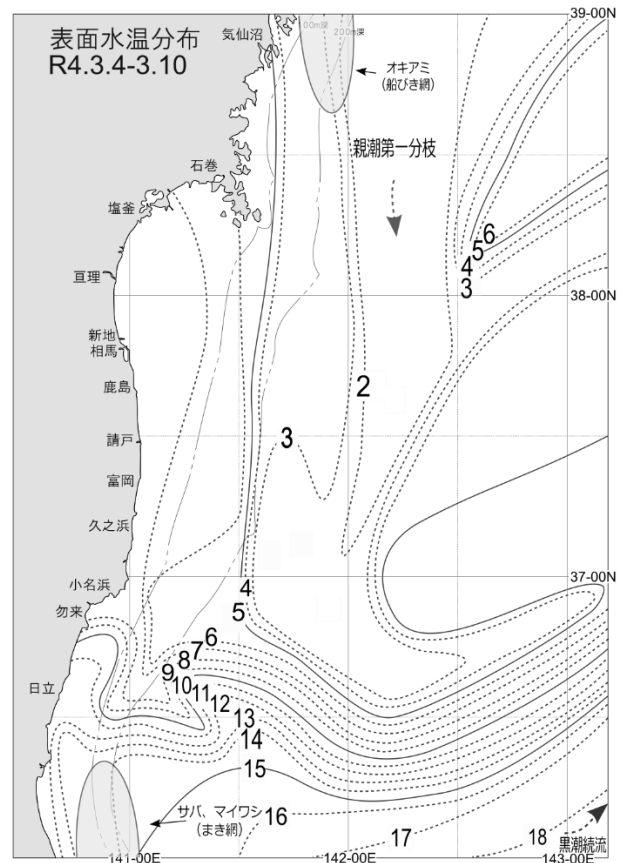 表面水温分布
R4.3.4-3.10
気仙沼
100m深
200m深
39-00N
オキアミ
(船びき網)
石巻
親潮第一分枝
塩釜
6
5
4
3
亘理
38-00N
新地
相馬
鹿島
2
請戸
3
富岡
久之浜
小名浜
37-00N
4
5
勿来
6
7
8
9
10
日立
11
12
13
14
15
サバ、マイワシ
(まき網)
16
17
18
黒潮続流
141-00E
142-00E
143-00E